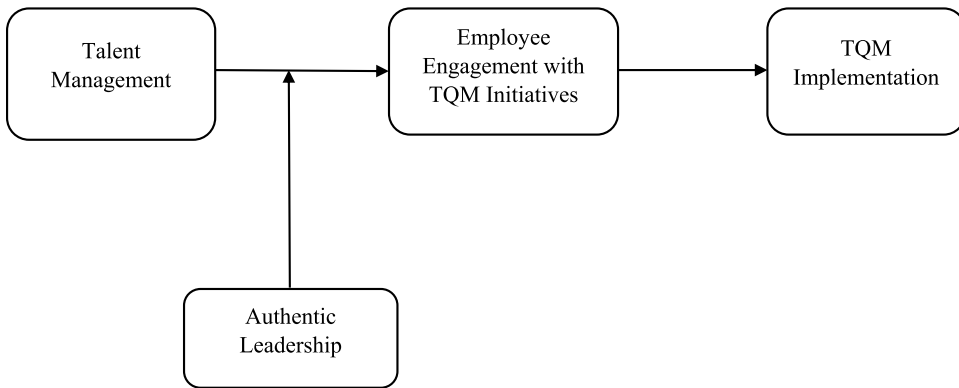 Talent
Management
Employee
Engagement with
TQM Initiatives
TQM
Implementation
Authentic
Leadership